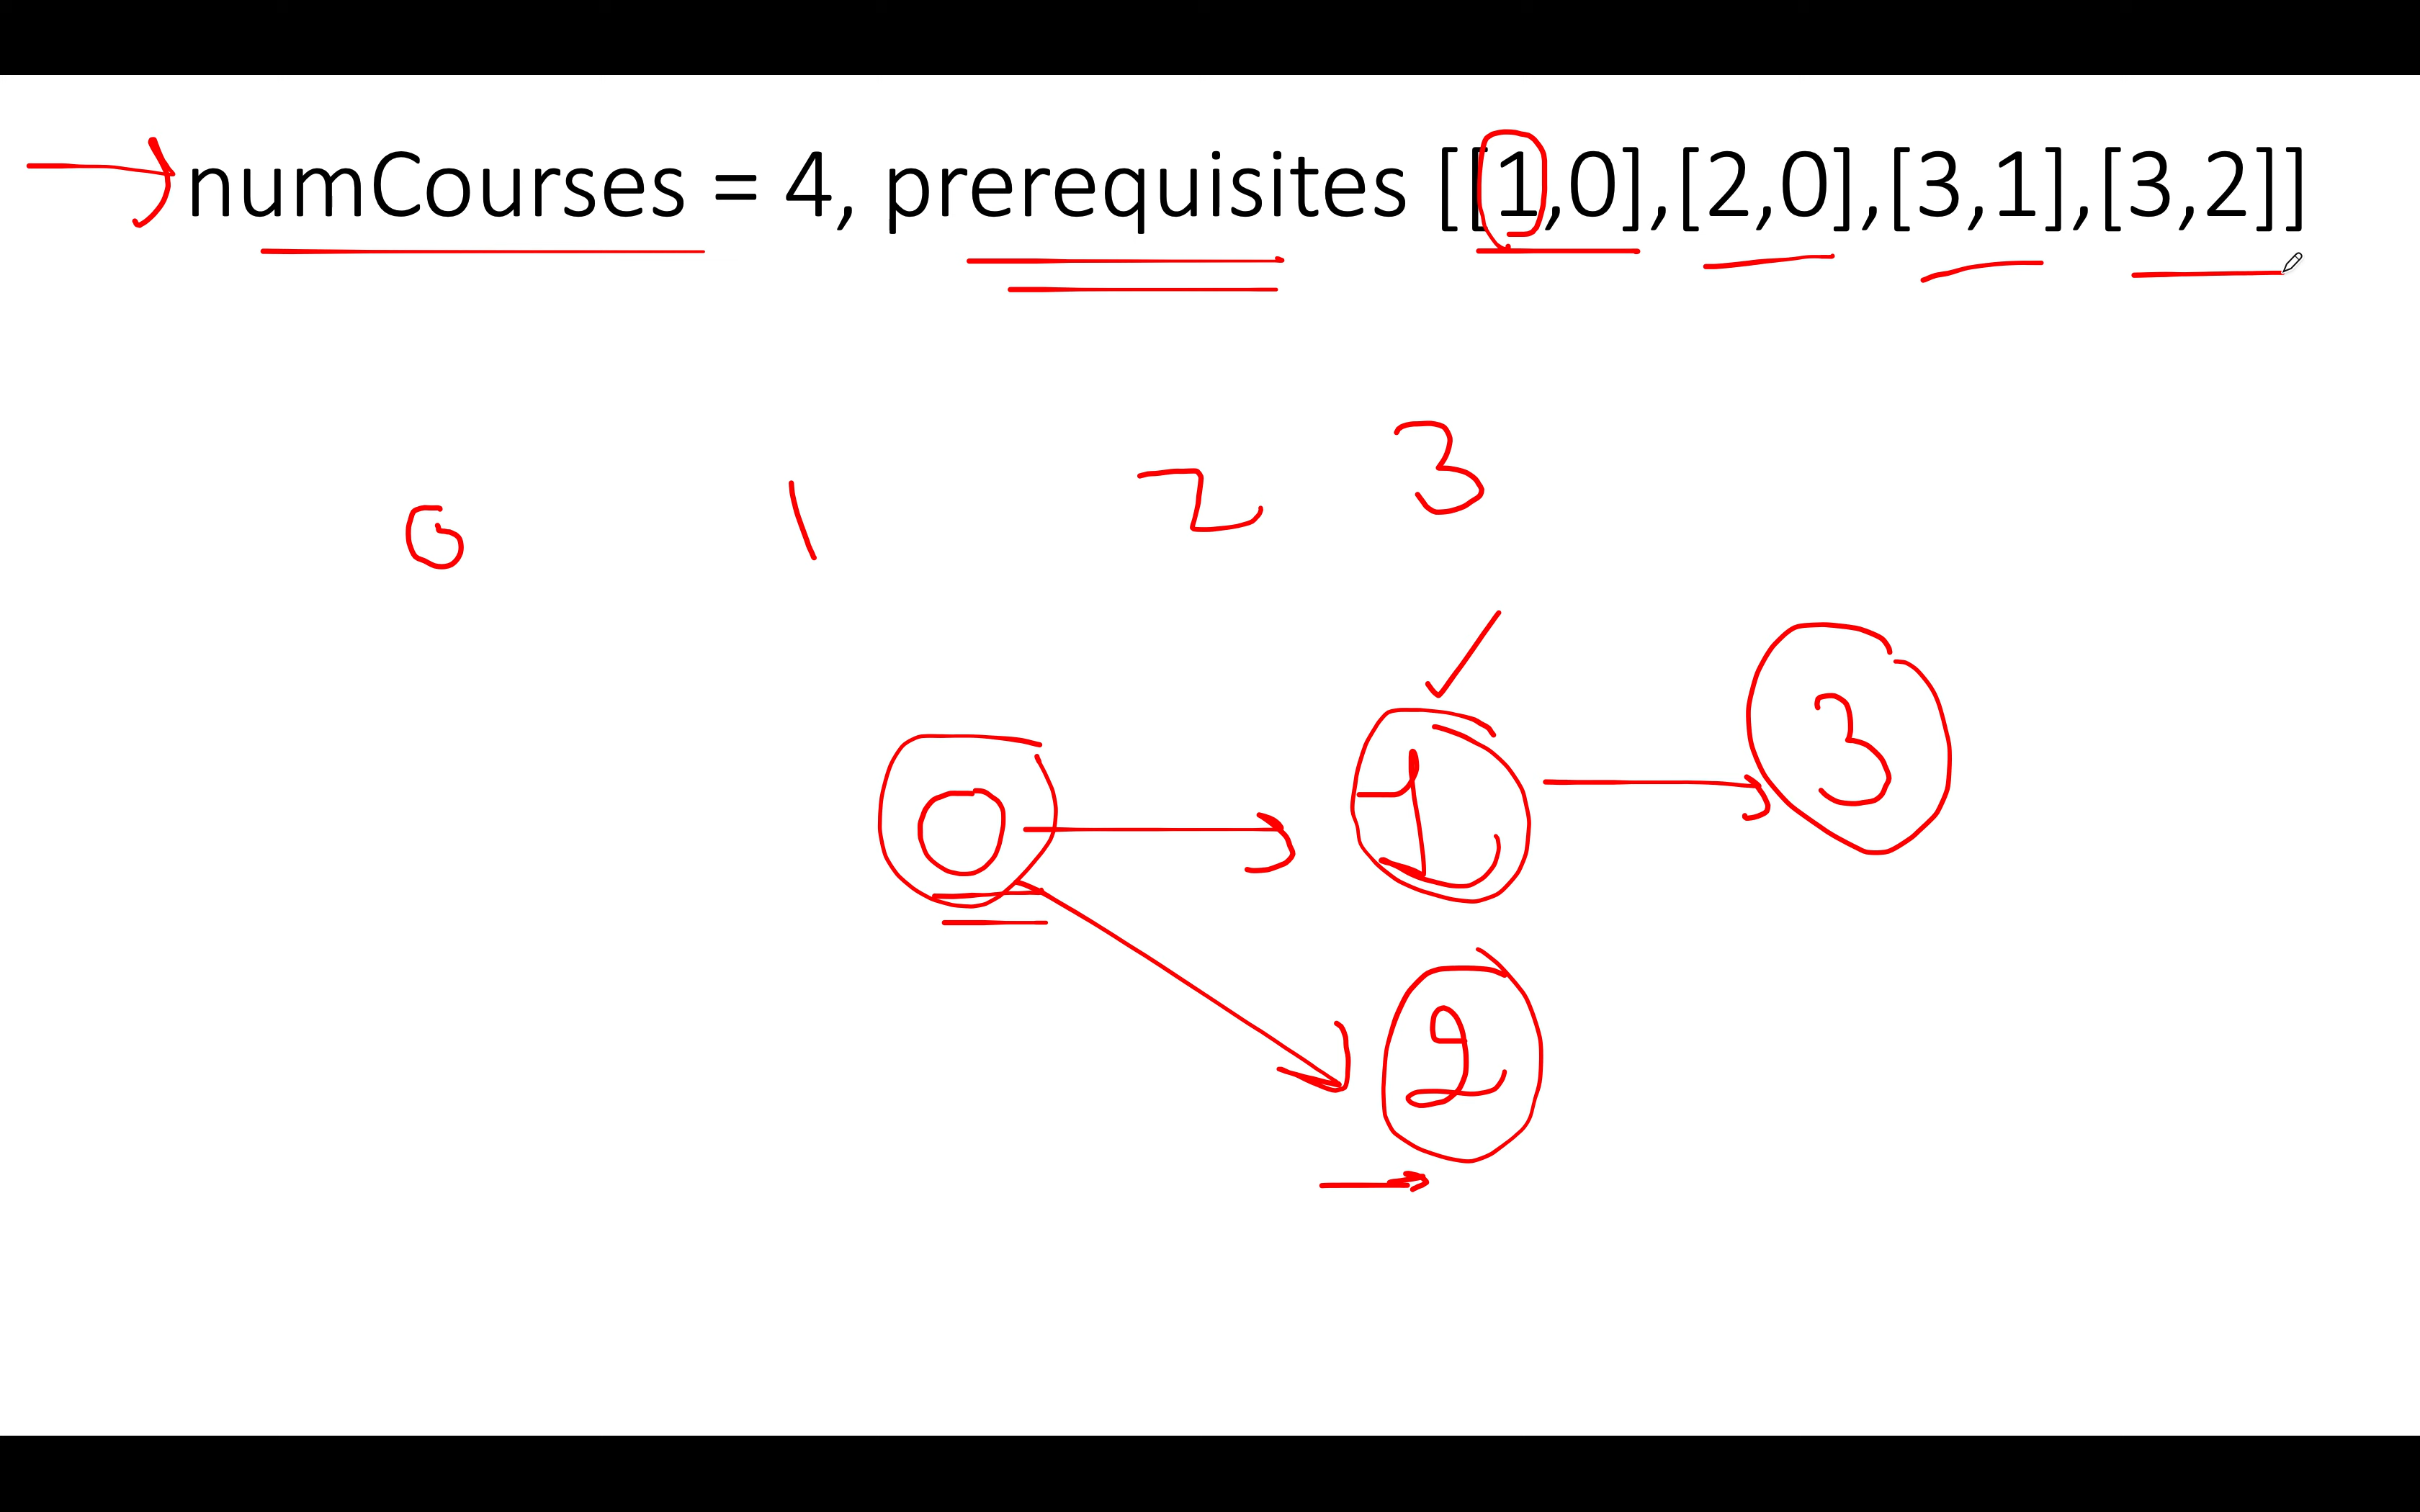 numCourses = 4, prerequisites [[1,0],[2,0],[3,1],[3,2]]
0 1 2 3
0 1 3
2